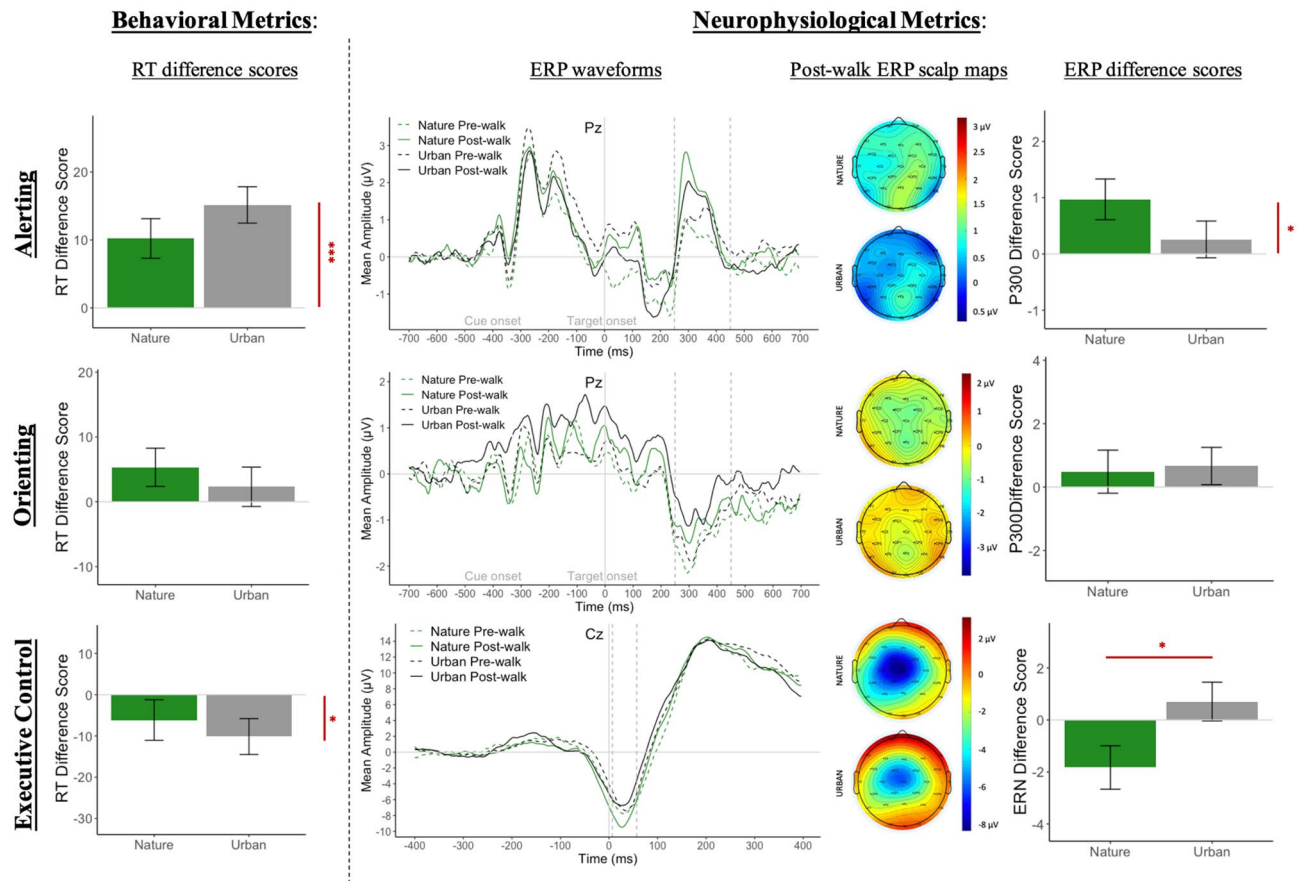 Behavioral Metrics:
Neurophysiological Metrics:
RT difference scores
ERP waveforms
Post-walk ERP scalp maps
ERP difference scores
Alerting
RT Difference Score
20
10
0
Nature
Urban
***
Pz
Nature Pre-walk
Nature Post-walk
Urban Pre-walk
Urban Post-walk
Mean Amplitude (µV)
3
2
1
0
-1
Cue onset
Target onset
-700 -600 -500 -400 -300 -200 -100 0 100 200 300 400 500 600 700
Time (ms)
NATURE
URBAN
3 µV
2.5
2
1.5
1
0.5 µV
P300 Difference Score
2
1
0
-1
Nature
Urban
*
Orienting
RT Difference Score
20
10
0
-10
Nature
Urban
Pz
Nature Pre-walk
Nature Post-walk
Urban Pre-walk
Urban Post-walk
Mean Amplitude (µV)
2
1
0
-1
-2
Cue onset
Target onset
-700 -600 -500 -400 -300 -200 -100 0 100 200 300 400 500 600 700
Time (ms)
NATURE
URBAN
2 µV
1
0
-1
-2
-3 µV
P300Difference Score
4
2
0
-2
Nature
Urban
Executive Control
RT Difference Score
0
-10
-20
-30
Nature
Urban
*
Cz
Nature Pre-walk
Nature Post-walk
Urban Pre-walk
Urban Post-walk
Mean Amplitude (µV)
14
12
10
8
6
4
2
0
-2
-4
-6
-8
-10
-400 -300 -200 -100 0 100 200 300 400
Time (ms)
NATURE
URBAN
2 µV
0
-2
-4
-6
-8 µV
ERN Difference Score
2
0
-2
-4
Nature
Urban
*